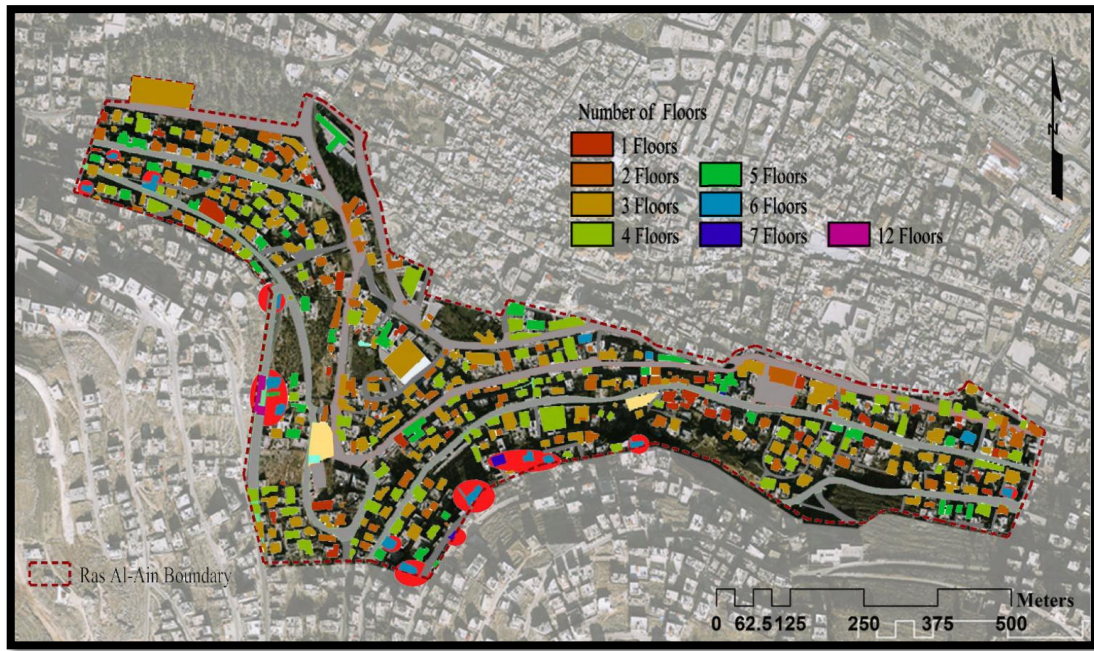 N
Number of Floors
1 Floors
2 Floors
5 Floors
3 Floors
6 Floors
4 Floors
7 Floors
12 Floors
Ras Al-Ain Boundary
Meters
0 62.5125 250 375 500